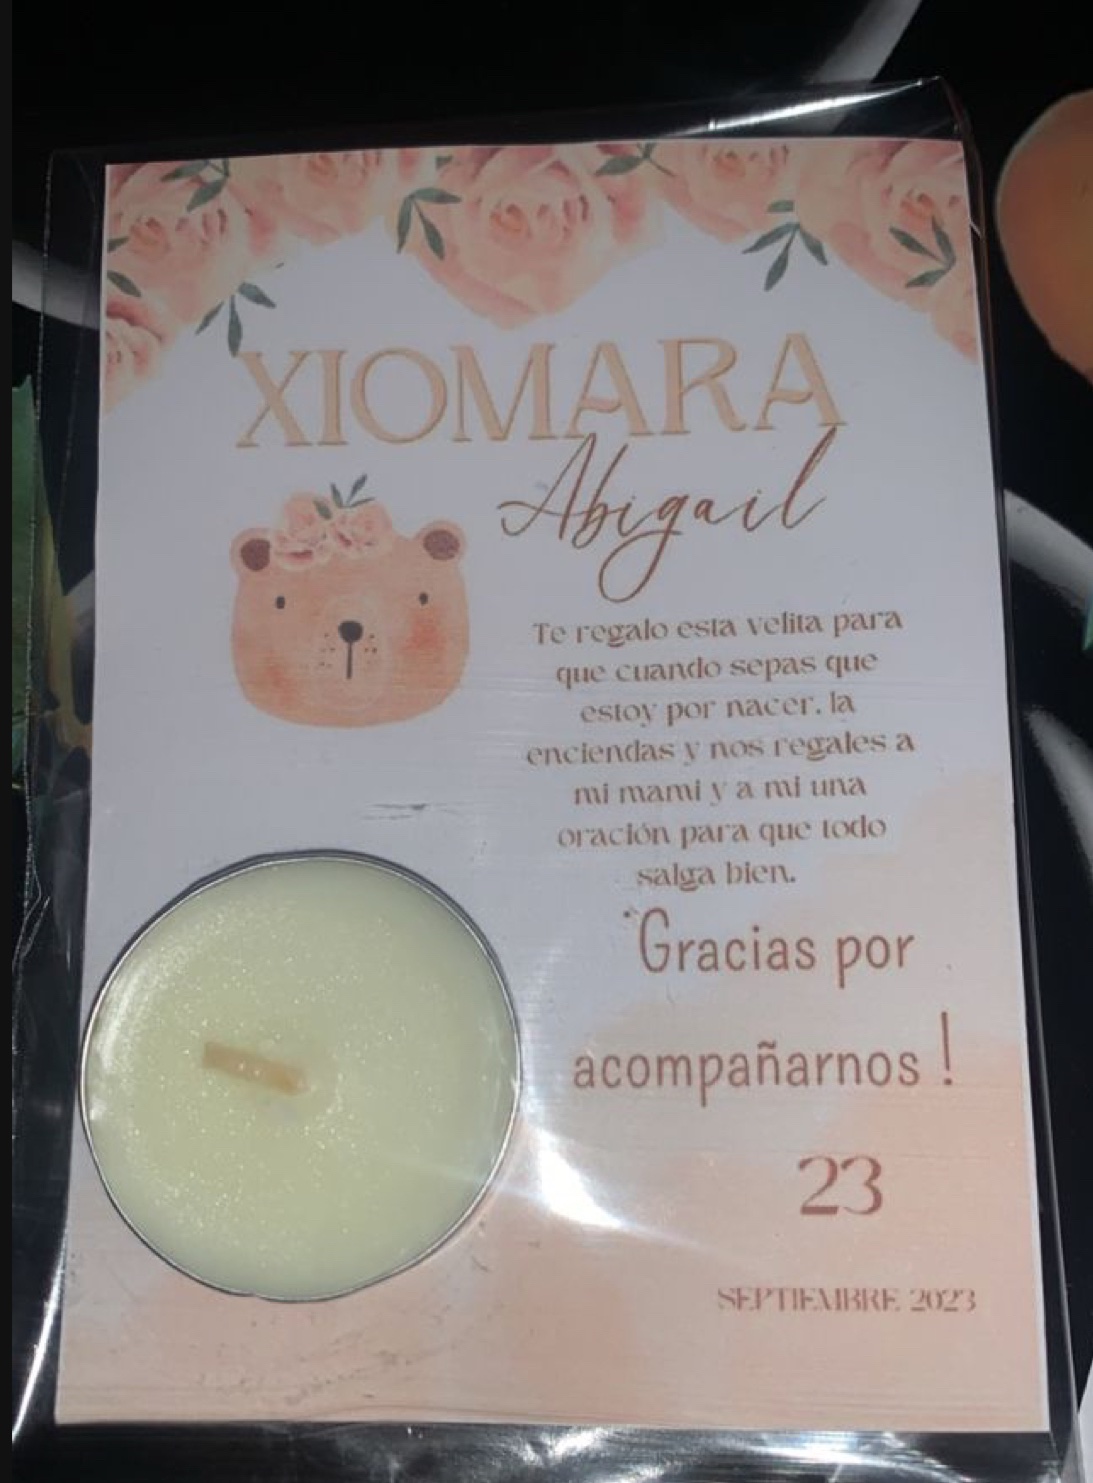 XIOMARA
Abigail
Te regalo esta velita para
que cuando sepas que
estoy por nacer, la
enciendas y nos regales a
mi mami y a mi una
oración para que todo
salga bien.
Gracias por
acompañarnos !
23
SEPTIEMBRE 2023